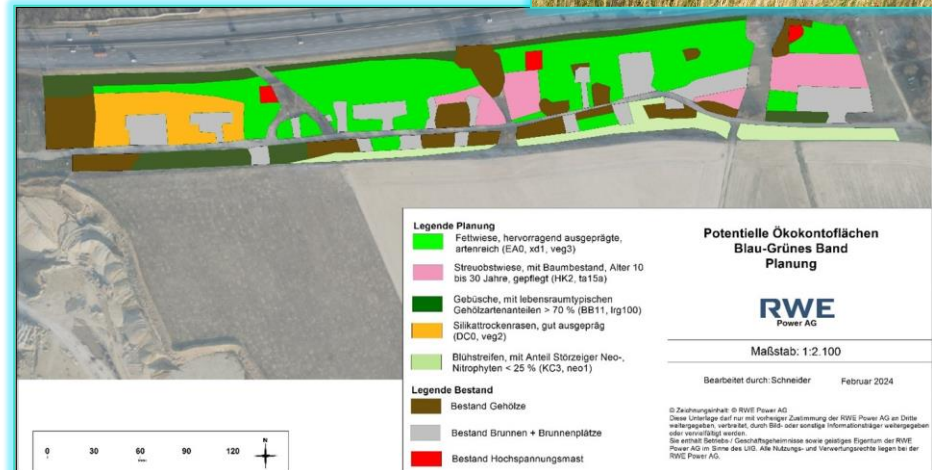 Legende Planung
Fettwiese, hervorragend ausgeprägte,
artenreich (EA0, xd1, veg3)
Streuobstwiese, mit Baumbestand, Alter 10
bis 30 Jahre, gepflegt (HK2, ta15a)
Gebüsche, mit lebensraumtypischen
Gehölzartenanteilen > 70 % (BB11, lrg100)
Silikattrockenrasen, gut ausgepräg
(DC0, veg2)
Blühstreifen, mit Anteil Störzeiger Neo-,
Nitrophyten < 25 % (KC3, neo1)
Legende Bestand
Bestand Gehölze
Bestand Brunnen + Brunnenplätze
Bestand Hochspannungsmast
Potentielle Ökokontoflächen
Blau-Grünes Band
Planung
RWE
Power AG
Maßstab: 1:2.100
Bearbeitet durch: Schneider Februar 2024
© Zeichnungsinhalt: © RWE Power AG
Diese Unterlage darf nur mit vorheriger Zustimmung der RWE Power AG an Dritte
weitergegeben, verbreitet, durch Bild- oder sonstige Informationsträger weitergegeben
oder vervielfältigt werden.
Sie enthält Betriebs-/ Geschäftsgeheimnisse sowie geistiges Eigentum der RWE
Power AG im Sinne des UIG. Alle Nutzungs- und Verwertungsrechte liegen bei der
RWE Power AG.
0 30 60 90 120
N